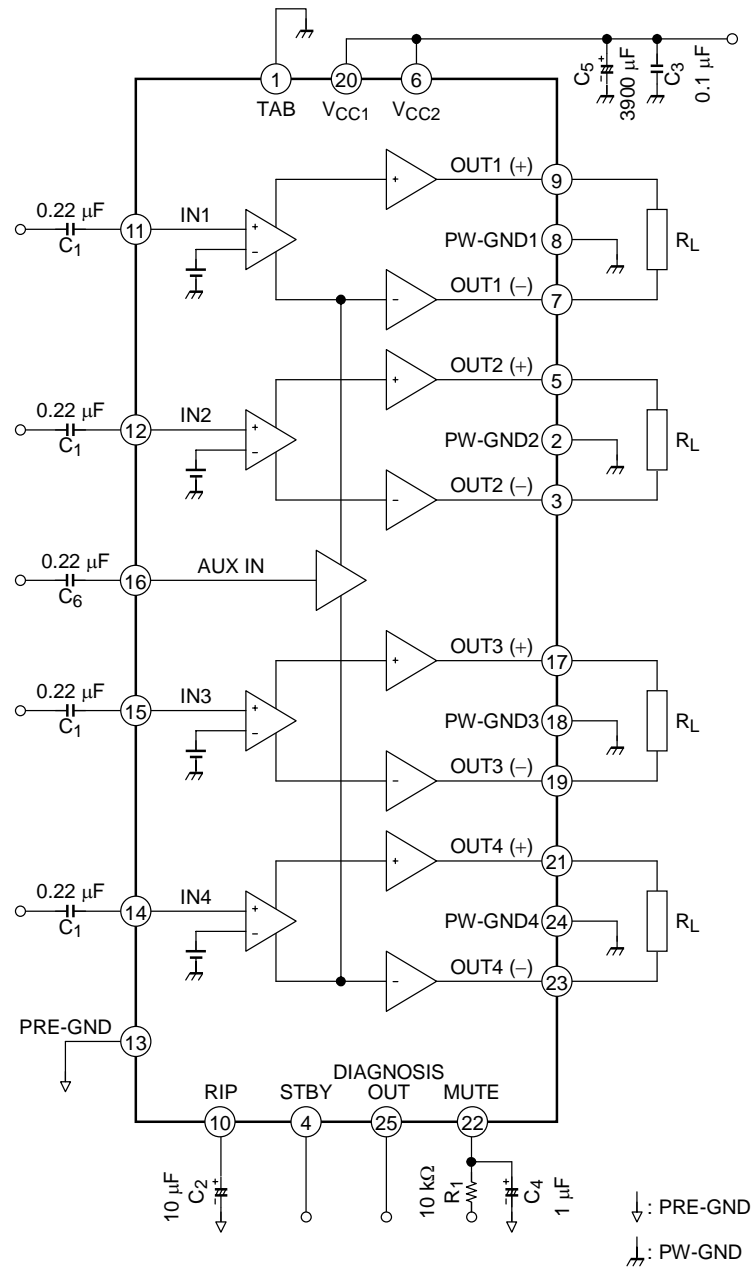 1 20 6
TAB VCC1 VCC2
C5 3900 µF C3 0.1 µF
+ −
0.22 µF
C1
11 IN1
+
−
+ OUT1 (+) 9
PW-GND1 8
RL
− OUT1 (−) 7
0.22 µF
C1
12 IN2
+
−
+ OUT2 (+) 5
PW-GND2 2
RL
− OUT2 (−) 3
0.22 µF
C6
16 AUX IN
0.22 µF
C1
15 IN3
+
−
+ OUT3 (+) 17
PW-GND3 18
RL
− OUT3 (−) 19
0.22 µF
C1
14 IN4
+
−
+ OUT4 (+) 21
PW-GND4 24
RL
− OUT4 (−) 23
PRE-GND
13
DIAGNOSIS
RIP STBY OUT MUTE
10 4 25 22
10 µF C2 + −
10 kΩ R1
+ − C4 1 µF
: PRE-GND
: PW-GND